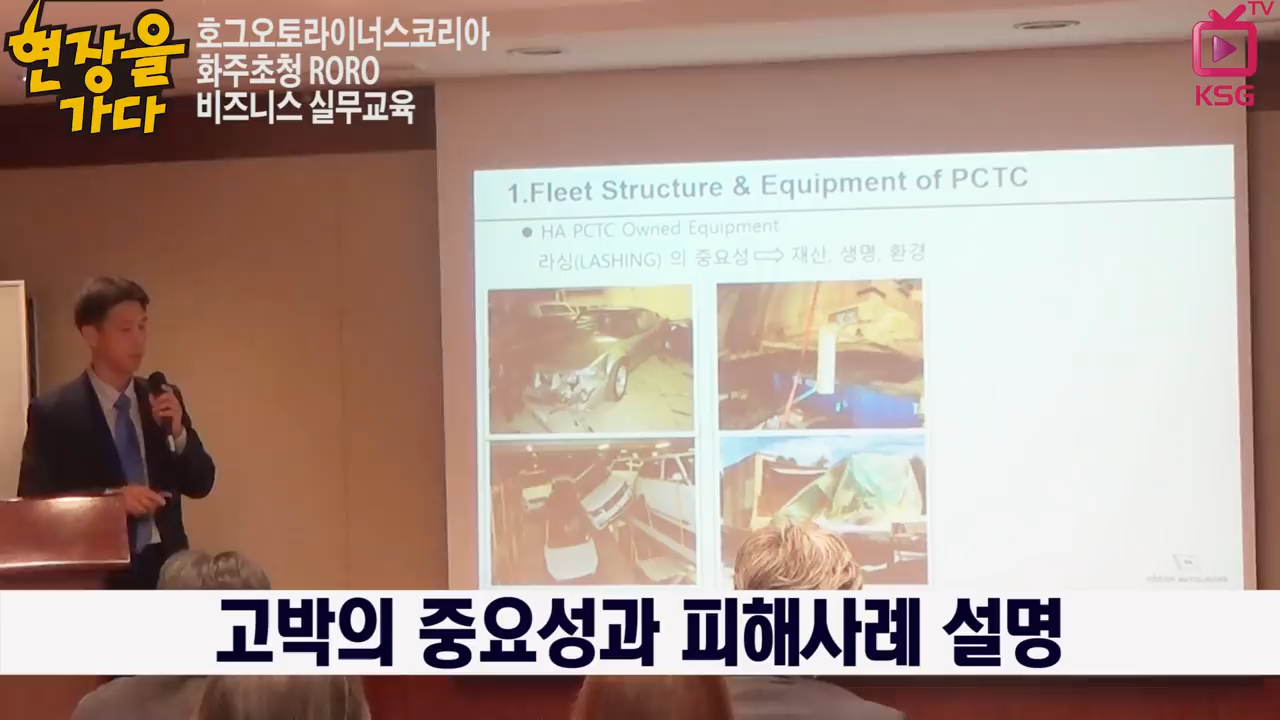 현장을
가다
호그오토라이너스코리아
화주초청 RORO
비즈니스 실무교육
TV
KSG
1.Fleet Structure & Equipment of PCTC
● HA PCTC Owned Equipment
라싱(LASHING) 의 중요성⇨ 재산, 생명, 환경
고박의 중요성과 피해사례 설명